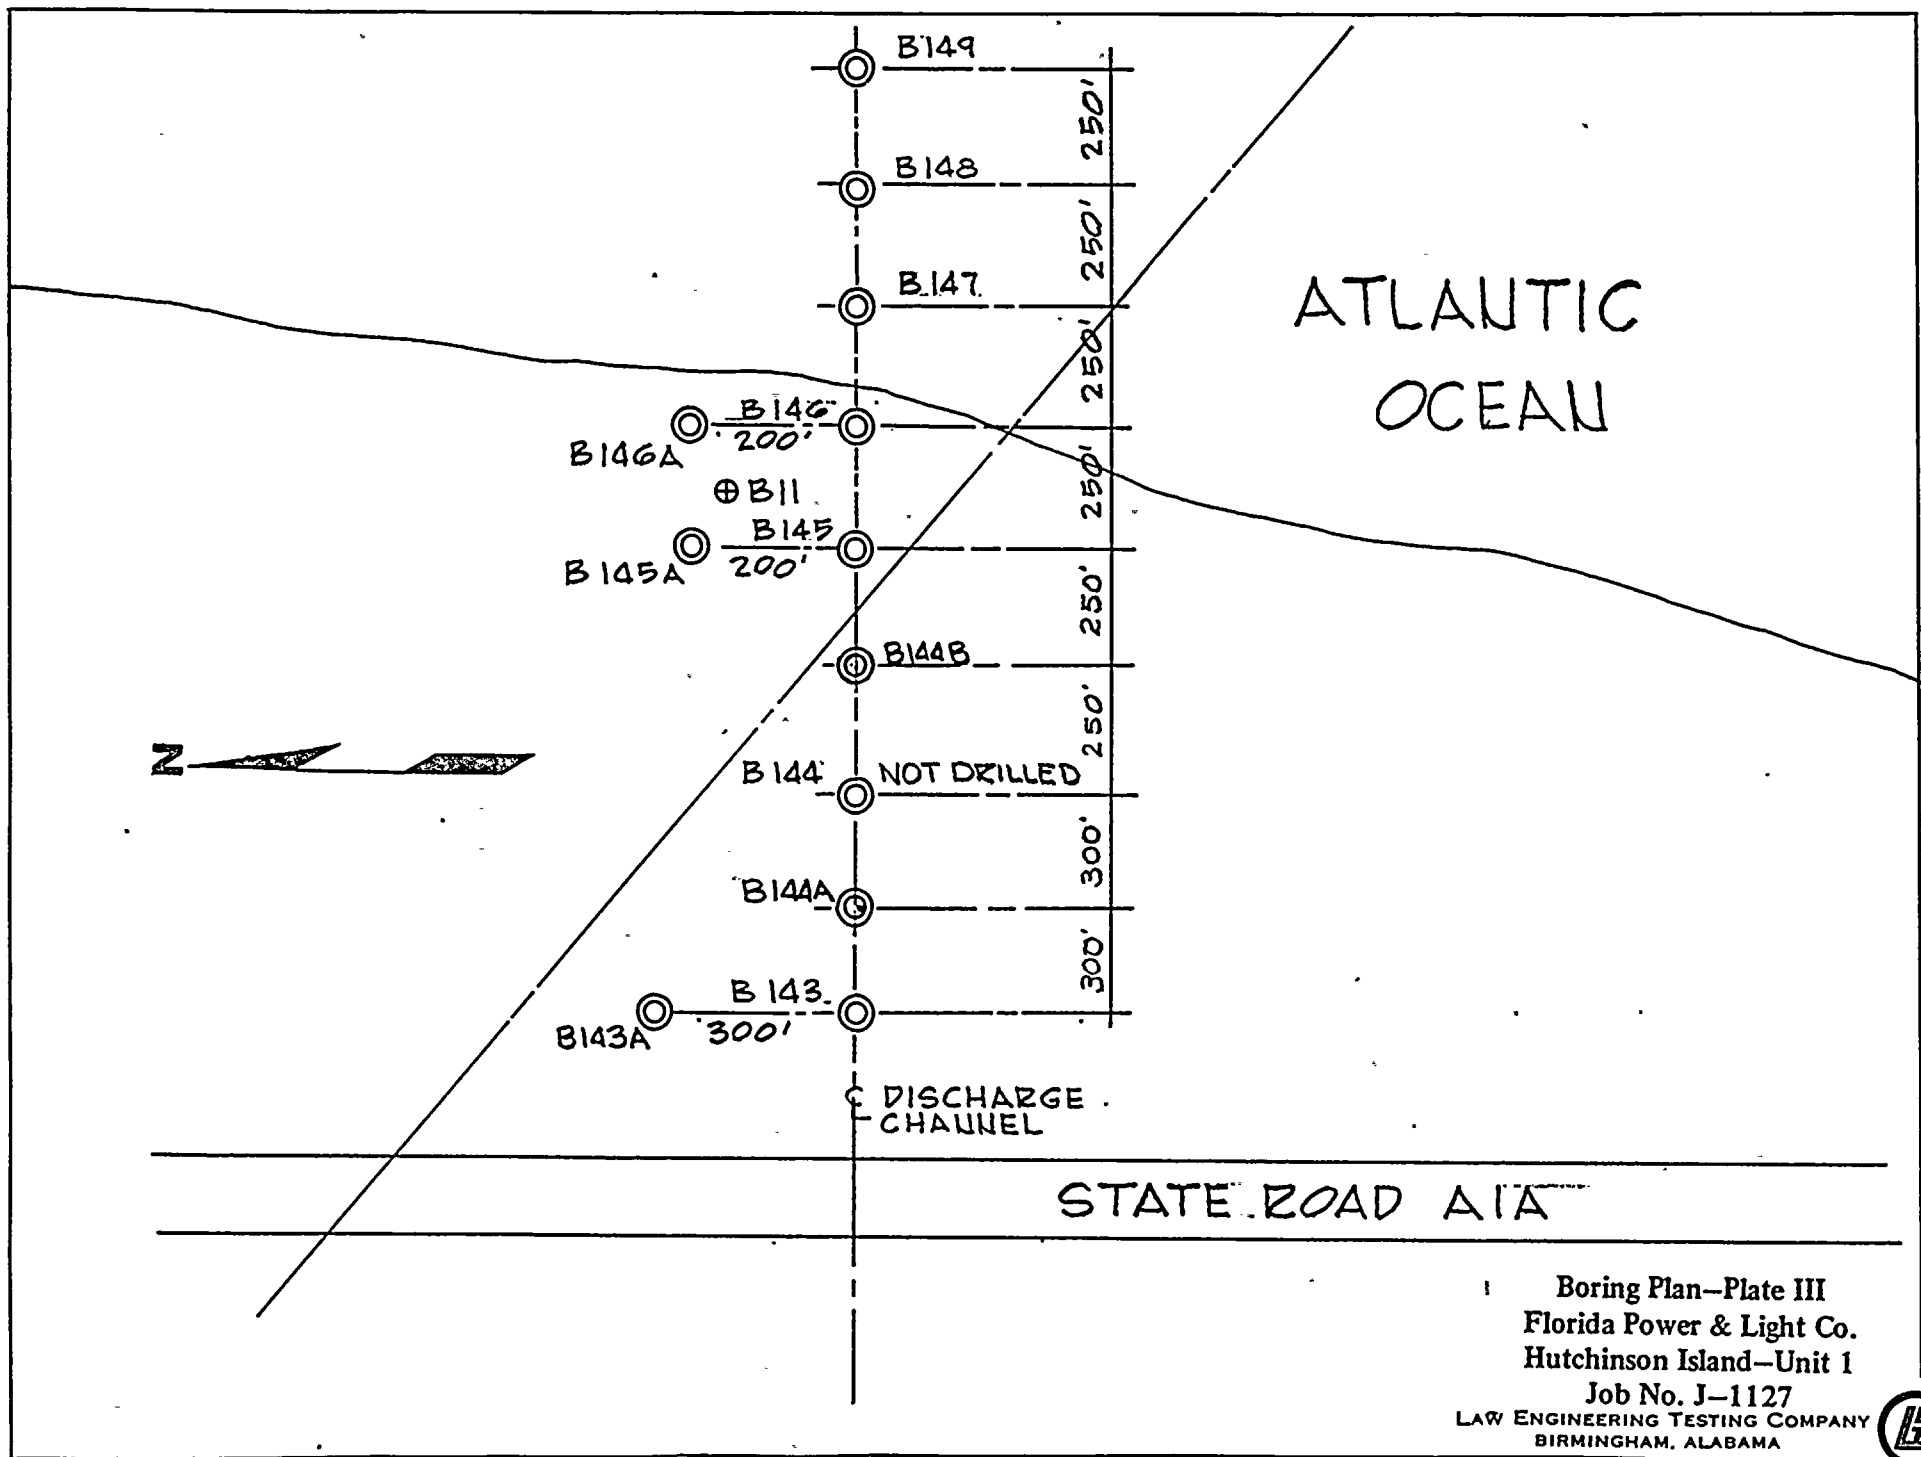 B149
250'
B148
250'
B147
250'
ATLANTIC
OCEAN
B146
200'
B146A
250'
B11
B145
200'
B145A
250'
B144B
250'
N
B144 NOT DRILLED
300'
B144A
300'
B143
300'
B143A
℄ DISCHARGE
CHANNEL
STATE ROAD A1A
Boring Plan—Plate III
Florida Power & Light Co.
Hutchinson Island—Unit 1
Job No. J—1127
LAW ENGINEERING TESTING COMPANY
BIRMINGHAM, ALABAMA